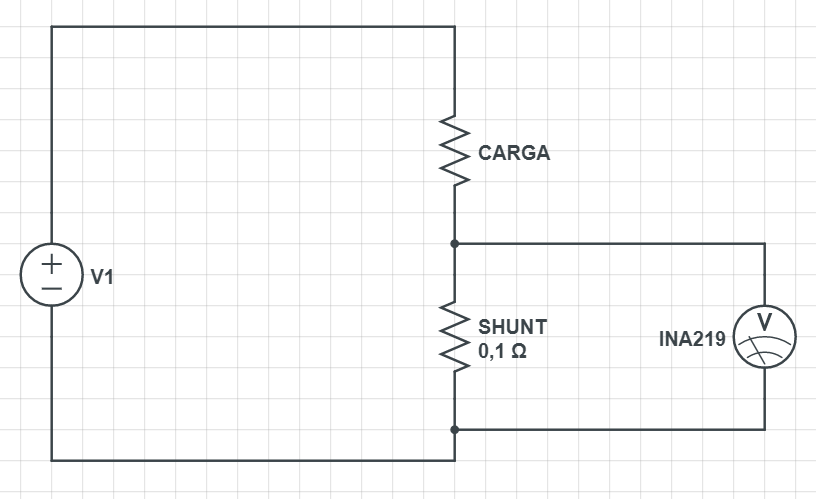 CARGA
V1
SHUNT
0,1 Ω
INA219
V